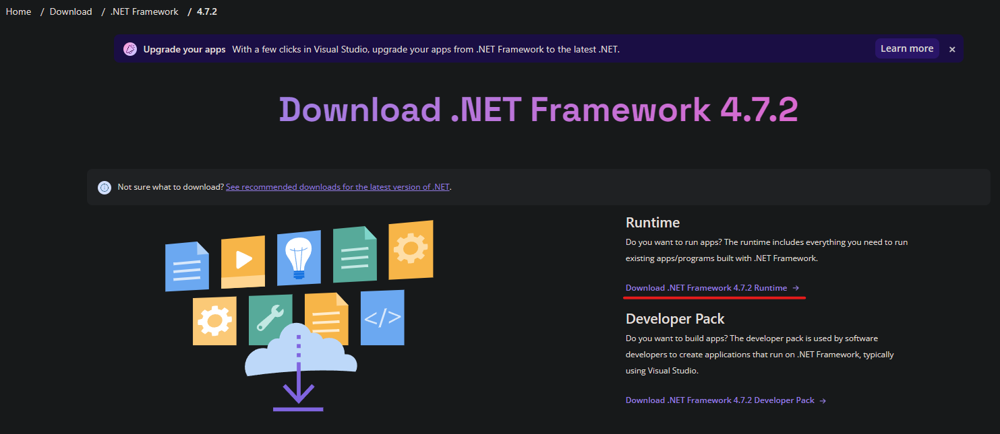 Home / Download / .NET Framework / 4.7.2
Upgrade your apps With a few clicks in Visual Studio, upgrade your apps from .NET Framework to the latest .NET. Learn more ×
Download .NET Framework 4.7.2
Not sure what to download? See recommended downloads for the latest version of .NET.
Runtime
Do you want to run apps? The runtime includes everything you need to run
existing apps/programs built with .NET Framework.
Download .NET Framework 4.7.2 Runtime →
Developer Pack
Do you want to build apps? The developer pack is used by software
developers to create applications that run on .NET Framework, typically
using Visual Studio.
Download .NET Framework 4.7.2 Developer Pack →
</>